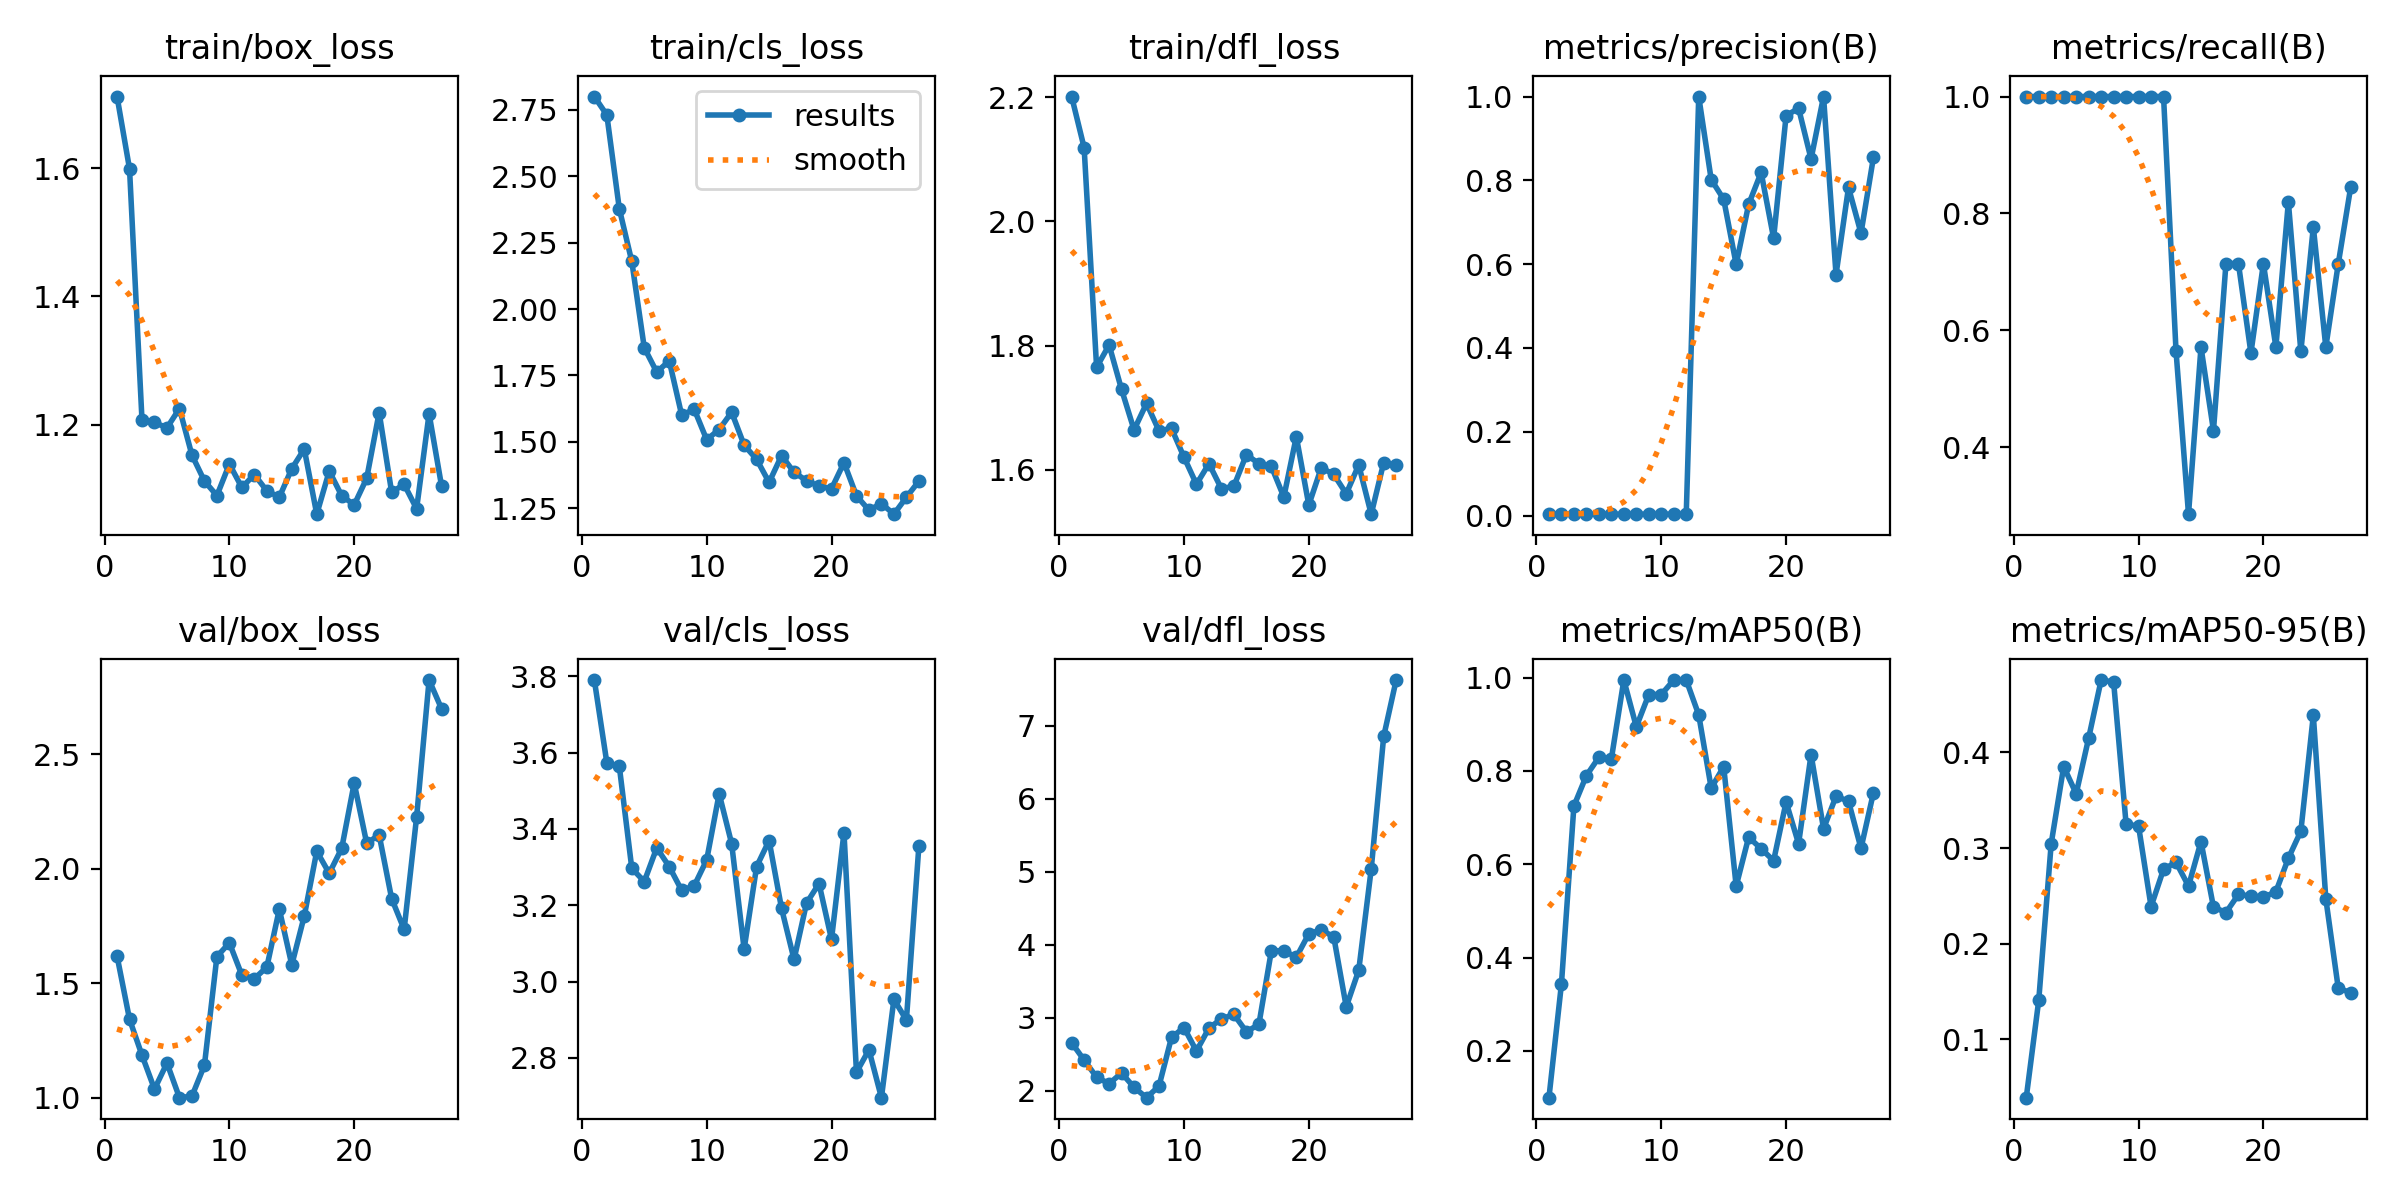 train/box_loss
1.6
1.4
1.2
0 10 20
train/cls_loss
results
smooth
2.75
2.50
2.25
2.00
1.75
1.50
1.25
0 10 20
train/dfl_loss
2.2
2.0
1.8
1.6
0 10 20
metrics/precision(B)
1.0
0.8
0.6
0.4
0.2
0.0
0 10 20
metrics/recall(B)
1.0
0.8
0.6
0.4
0 10 20
val/box_loss
2.5
2.0
1.5
1.0
0 10 20
val/cls_loss
3.8
3.6
3.4
3.2
3.0
2.8
0 10 20
val/dfl_loss
7
6
5
4
3
2
0 10 20
metrics/mAP50(B)
1.0
0.8
0.6
0.4
0.2
0 10 20
metrics/mAP50-95(B)
0.4
0.3
0.2
0.1
0 10 20